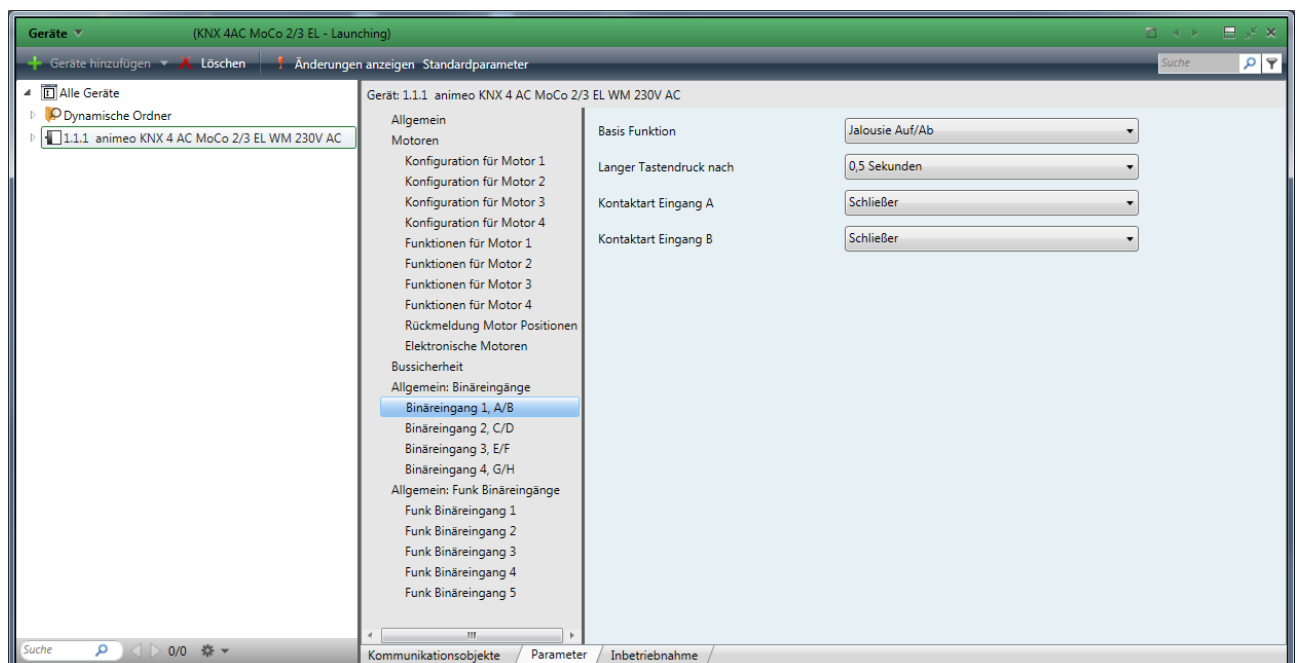 Geräte (KNX 4AC MoCo 2/3 EL - Launching)
Geräte hinzufügen Löschen Änderungen anzeigen Standardparameter Suche
Alle Geräte
Dynamische Ordner
1.1.1 animeo KNX 4 AC MoCo 2/3 EL WM 230V AC
Suche 0/0
Gerät: 1.1.1 animeo KNX 4 AC MoCo 2/3 EL WM 230V AC
Allgemein
Motoren
Konfiguration für Motor 1
Konfiguration für Motor 2
Konfiguration für Motor 3
Konfiguration für Motor 4
Funktionen für Motor 1
Funktionen für Motor 2
Funktionen für Motor 3
Funktionen für Motor 4
Rückmeldung Motor Positionen
Elektronische Motoren
Bussicherheit
Allgemein: Binäreingänge
Binäreingang 1, A/B
Binäreingang 2, C/D
Binäreingang 3, E/F
Binäreingang 4, G/H
Allgemein: Funk Binäreingänge
Funk Binäreingang 1
Funk Binäreingang 2
Funk Binäreingang 3
Funk Binäreingang 4
Funk Binäreingang 5
Basis Funktion Jalousie Auf/Ab
Langer Tastendruck nach 0,5 Sekunden
Kontaktart Eingang A Schließer
Kontaktart Eingang B Schließer
Kommunikationsobjekte Parameter Inbetriebnahme